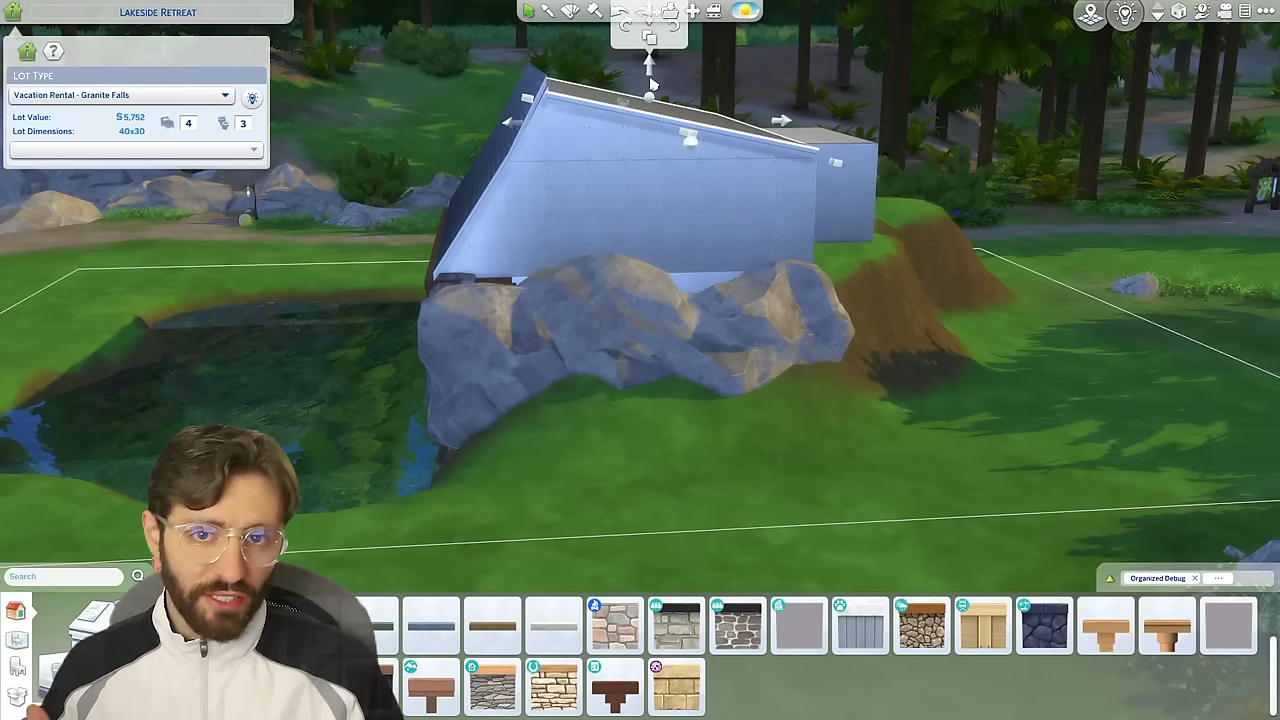 LAKESIDE RETREAT
?
LOT TYPE
Vacation Rental - Granite Falls
Lot Value: §5,752
Lot Dimensions: 40x30
4
3
Search
Organized Debug